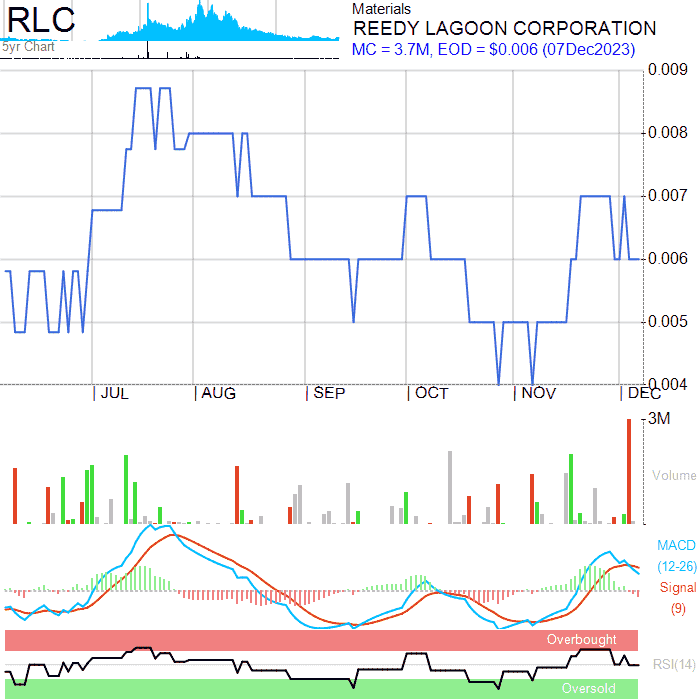 RLC
5yr Chart
Materials
REEDY LAGOON CORPORATION
MC = 3.7M, EOD = $0.006 (07Dec2023)
0.009
0.008
0.007
0.006
0.005
0.004
JUL AUG SEP OCT NOV DEC
3M
Volume
MACD
(12-26)
Signal
(9)
Overbought
RSI(14)
Oversold